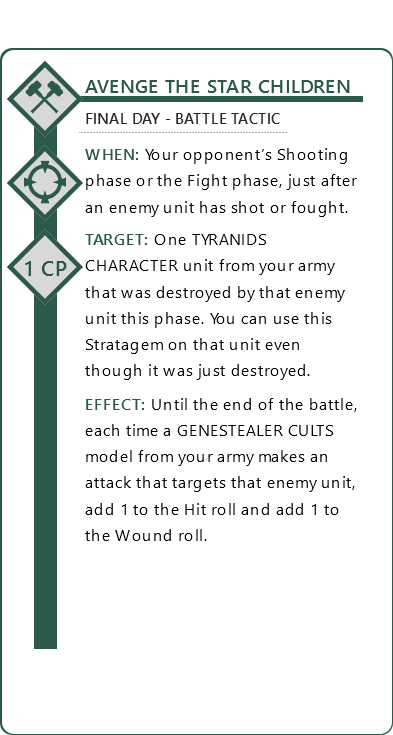 AVENGE THE STAR CHILDREN
FINAL DAY - BATTLE TACTIC
WHEN: Your opponent's Shooting
phase or the Fight phase, just after
an enemy unit has shot or fought.
TARGET: One TYRANIDS
1 CP
CHARACTER unit from your army
that was destroyed by that enemy
unit this phase. You can use this
Stratagem on that unit even
though it was just destroyed.
EFFECT: Until the end of the battle,
each time a GENESTEALER CULTS
model from your army makes an
attack that targets that enemy unit,
add 1 to the Hit roll and add 1 to
the Wound roll.